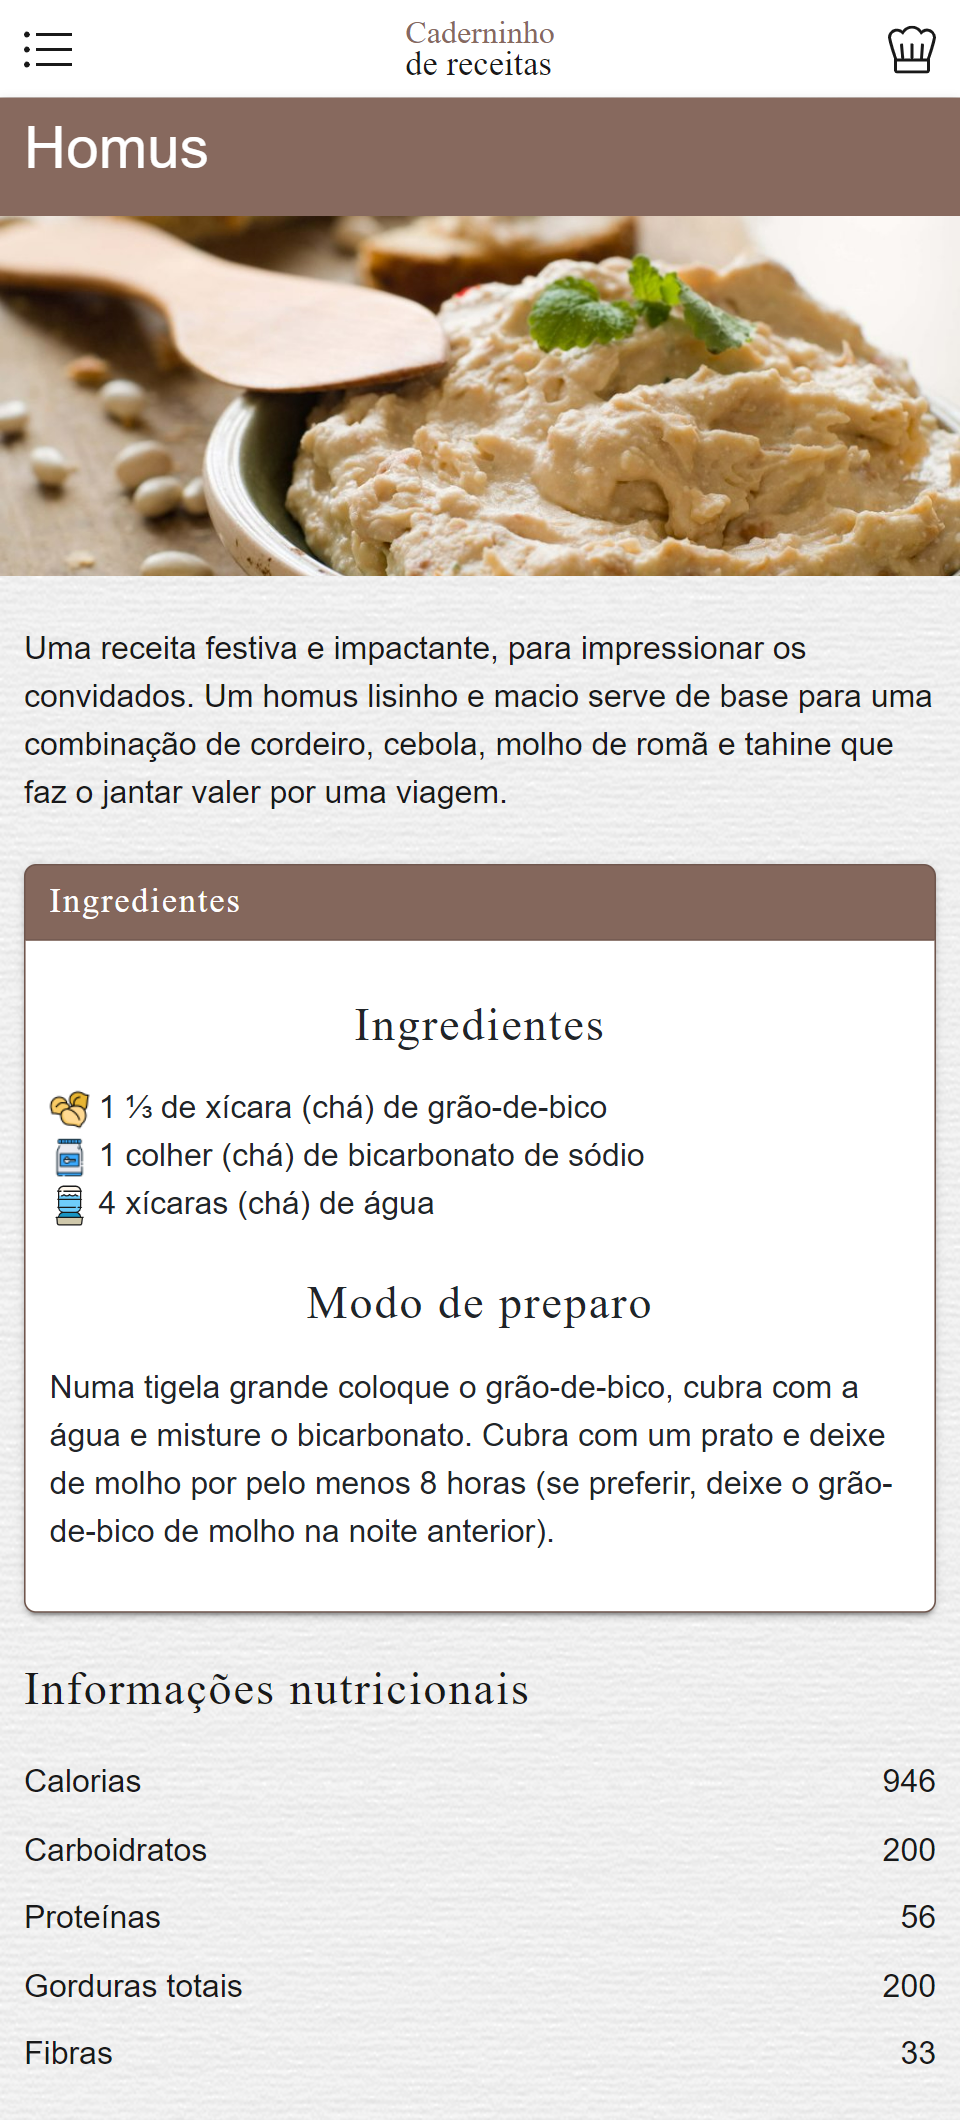 Caderninho
de receitas
Homus
Uma receita festiva e impactante, para impressionar os
convidados. Um homus lisinho e macio serve de base para uma
combinação de cordeiro, cebola, molho de romã e tahine que
faz o jantar valer por uma viagem.
Ingredientes
Ingredientes
1 ⅓ de xícara (chá) de grão-de-bico
1 colher (chá) de bicarbonato de sódio
4 xícaras (chá) de água
Modo de preparo
Numa tigela grande coloque o grão-de-bico, cubra com a
água e misture o bicarbonato. Cubra com um prato e deixe
de molho por pelo menos 8 horas (se preferir, deixe o grão-
de-bico de molho na noite anterior).
Informações nutricionais
Calorias 946
Carboidratos 200
Proteínas 56
Gorduras totais 200
Fibras 33